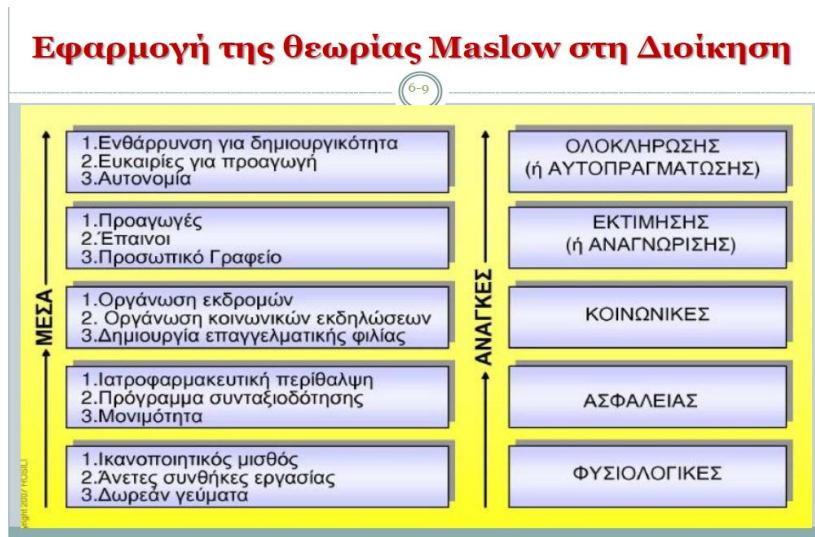 Εφαρμογή της θεωρίας Maslow στη Διοίκηση
6-9
ΜΕΣΑ
1.Ενθάρρυνση για δημιουργικότητα
2.Ευκαιρίες για προαγωγή
3.Αυτονομία
1.Προαγωγές
2.Έπαινοι
3.Προσωπικό Γραφείο
1.Οργάνωση εκδρομών
2. Οργάνωση κοινωνικών εκδηλώσεων
3.Δημιουργία επαγγελματικής φιλίας
1.Ιατροφαρμακευτική περίθαλψη
2.Πρόγραμμα συνταξιοδότησης
3.Μονιμότητα
1.Ικανοποιητικός μισθός
2.Άνετες συνθήκες εργασίας
3.Δωρεάν γεύματα
ΑΝΑΓΚΕΣ
ΟΛΟΚΛΗΡΩΣΗΣ
(ή ΑΥΤΟΠΡΑΓΜΑΤΩΣΗΣ)
ΕΚΤΙΜΗΣΗΣ
(ή ΑΝΑΓΝΩΡΙΣΗΣ)
ΚΟΙΝΩΝΙΚΕΣ
ΑΣΦΑΛΕΙΑΣ
ΦΥΣΙΟΛΟΓΙΚΕΣ